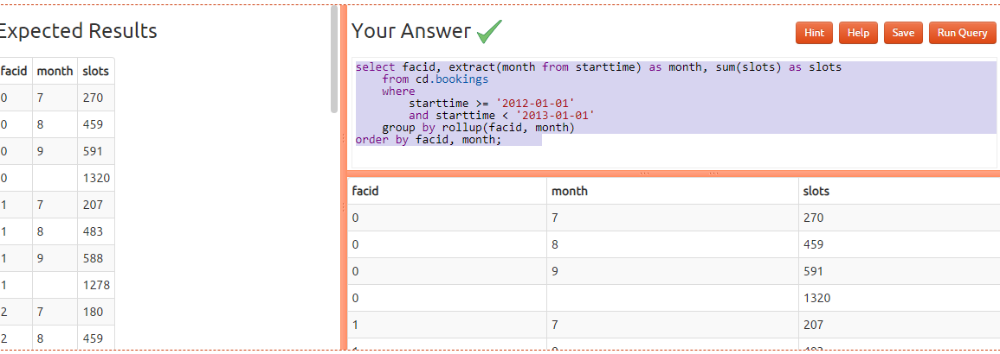 Expected Results
facid month slots
0 7 270
0 8 459
0 9 591
0 1320
1 7 207
1 8 483
1 9 588
1 1278
2 7 180
2 8 459
Your Answer
Hint Help Save Run Query
select facid, extract(month from starttime) as month, sum(slots) as slots
from cd.bookings
where
starttime >= '2012-01-01'
and starttime < '2013-01-01'
group by rollup(facid, month)
order by facid, month;
facid month slots
0 7 270
0 8 459
0 9 591
0 1320
1 7 207